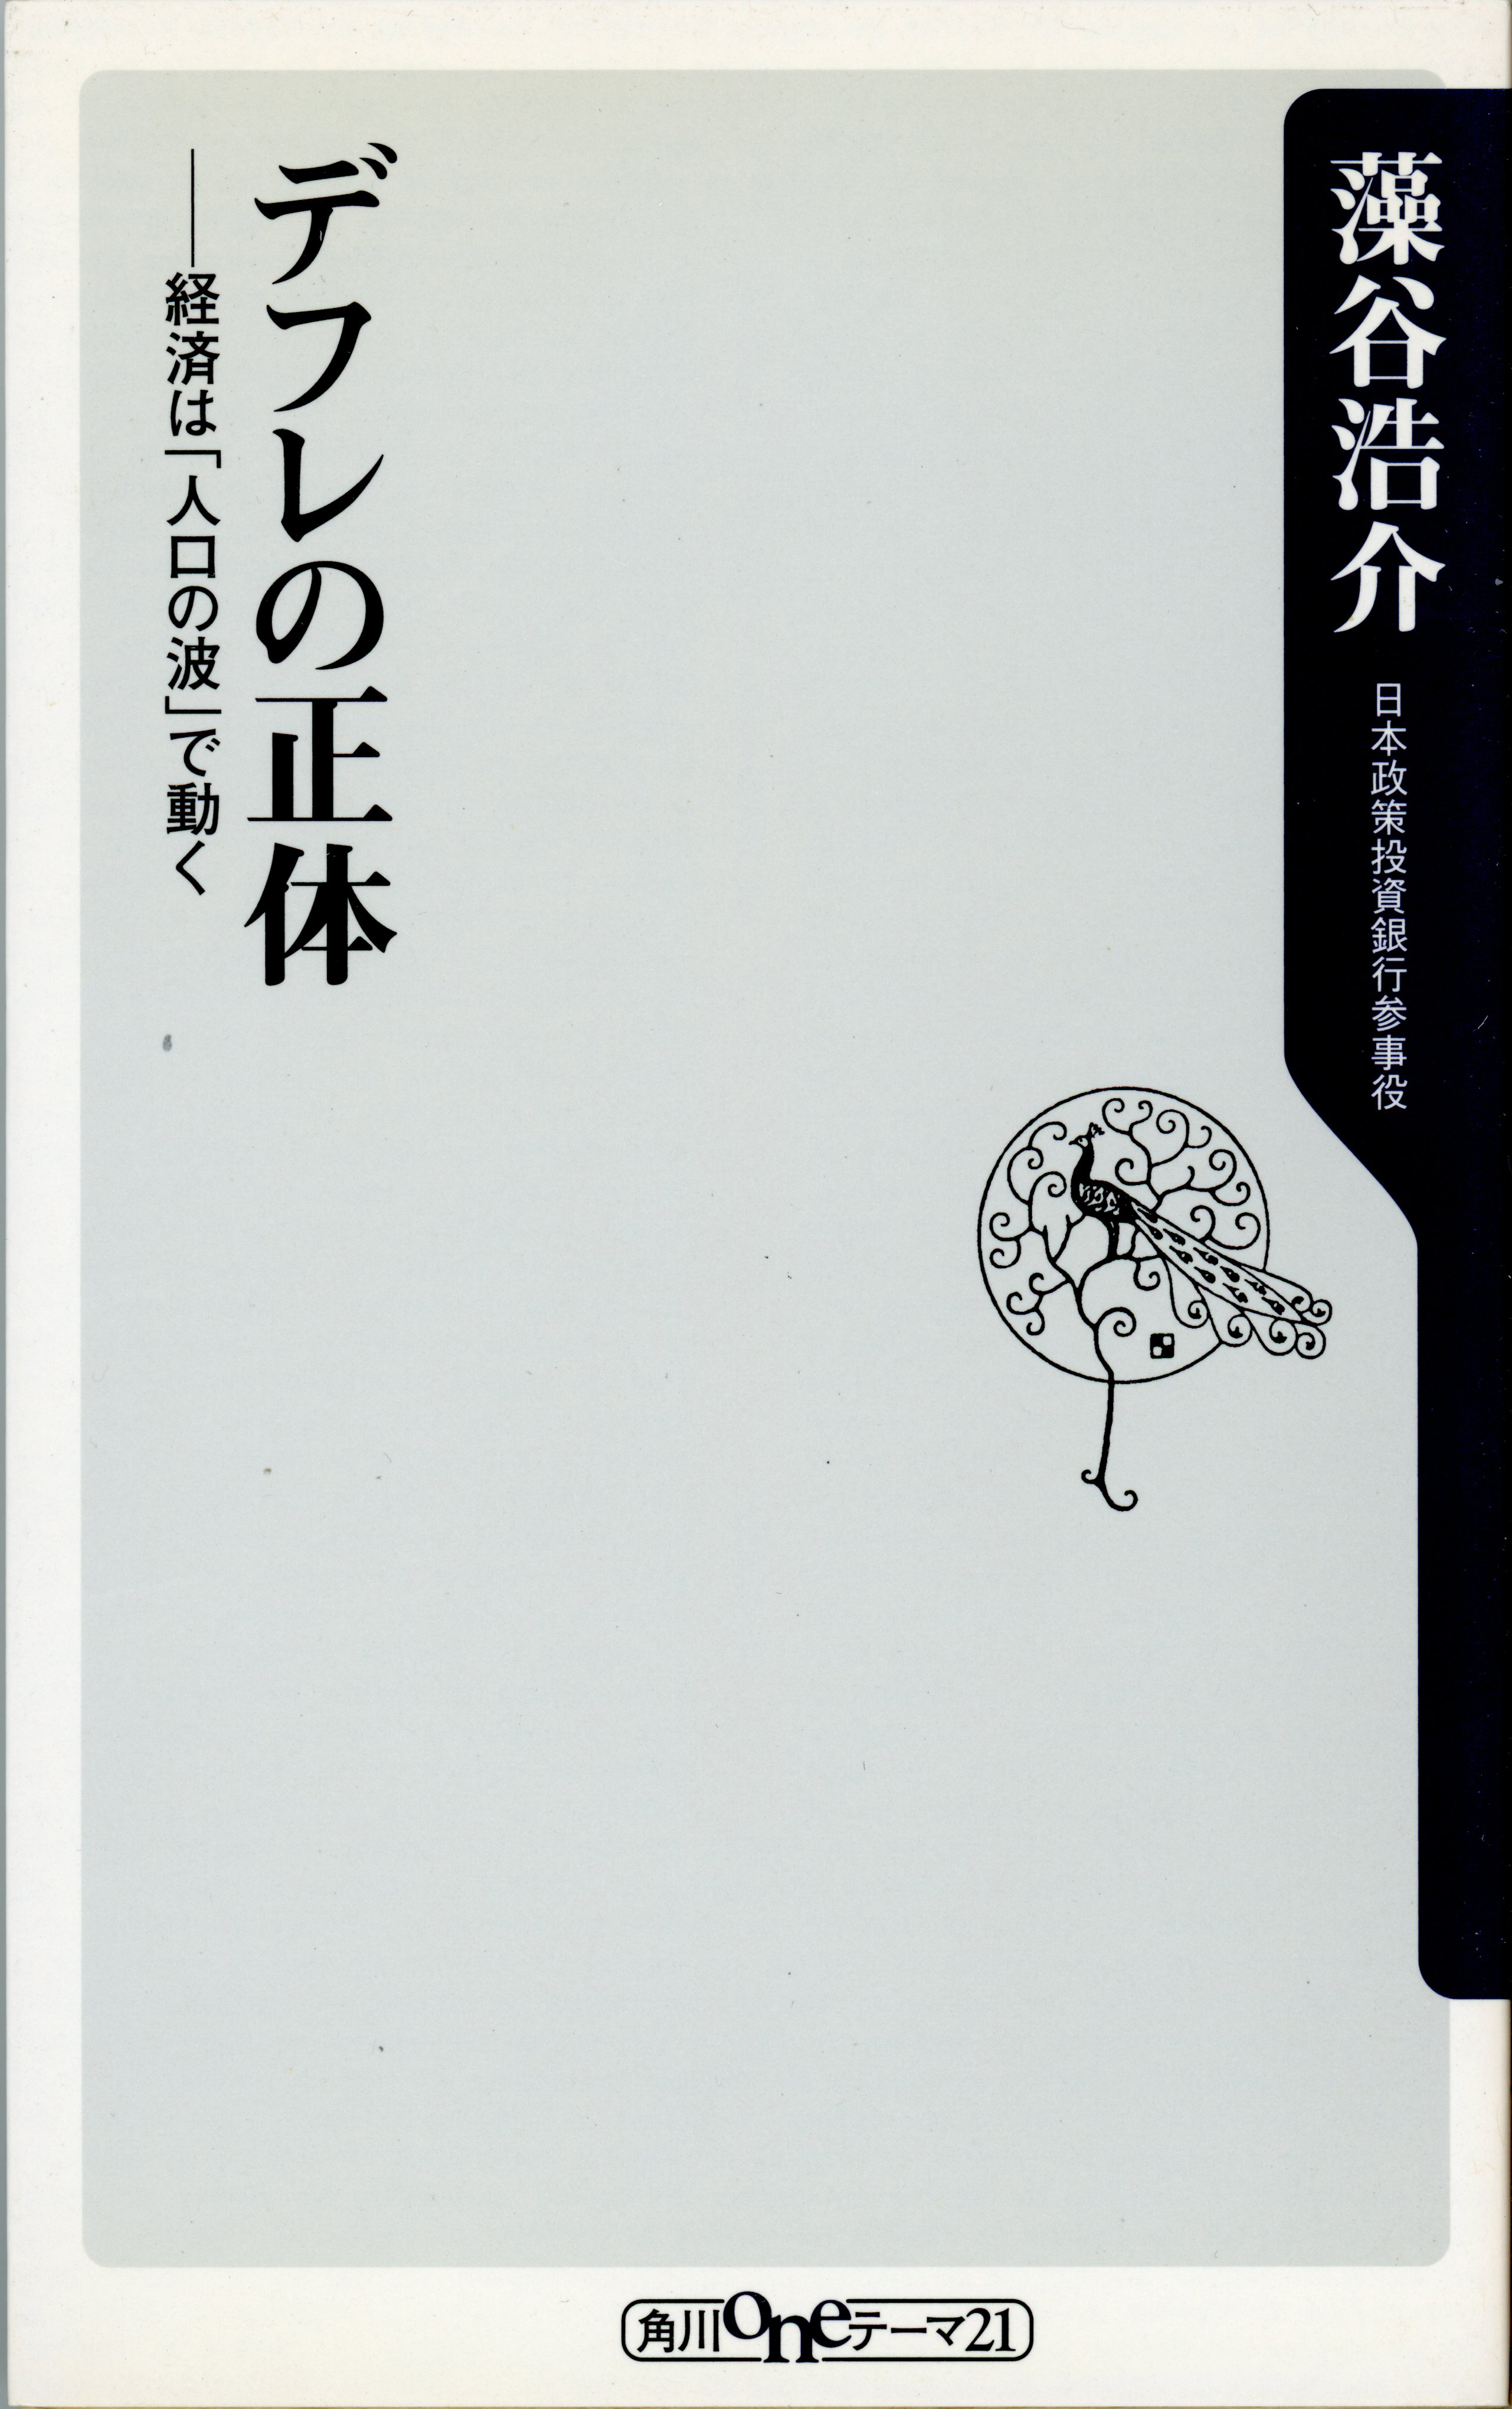 藻谷浩介
日本政策投資銀行参事役
デフレの正体
――経済は「人口の波」で動く
角川oneテーマ21